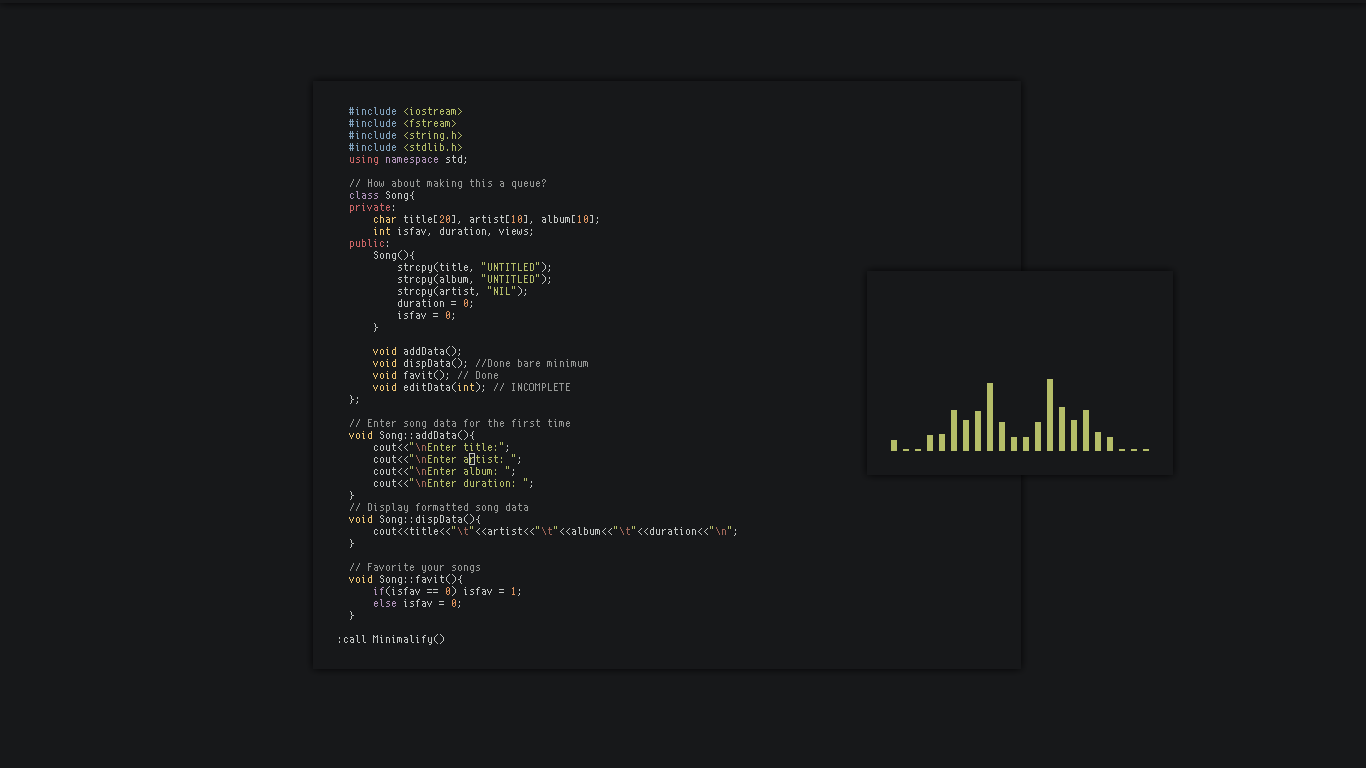 #include <iostream>
#include <fstream>
#include <string.h>
#include <stdlib.h>
using namespace std;

// How about making this a queue?
class Song{
private:
    char title[20], artist[10], album[10];
    int isfav, duration, views;
public:
    Song(){
        strcpy(title, "UNTITLED");
        strcpy(album, "UNTITLED");
        strcpy(artist, "NIL");
        duration = 0;
        isfav = 0;
    }

    void addData();
    void dispData(); //Done bare minimum
    void favit(); // Done
    void editData(int); // INCOMPLETE
};

// Enter song data for the first time
void Song::addData(){
    cout<<"\nEnter title:";
    cout<<"\nEnter artist: ";
    cout<<"\nEnter album: ";
    cout<<"\nEnter duration: ";
}
// Display formatted song data
void Song::dispData(){
    cout<<title<<"\t"<<artist<<"\t"<<album<<"\t"<<duration<<"\n";
}

// Favorite your songs
void Song::favit(){
    if(isfav == 0) isfav = 1;
    else isfav = 0;
}

:call Minimalify()